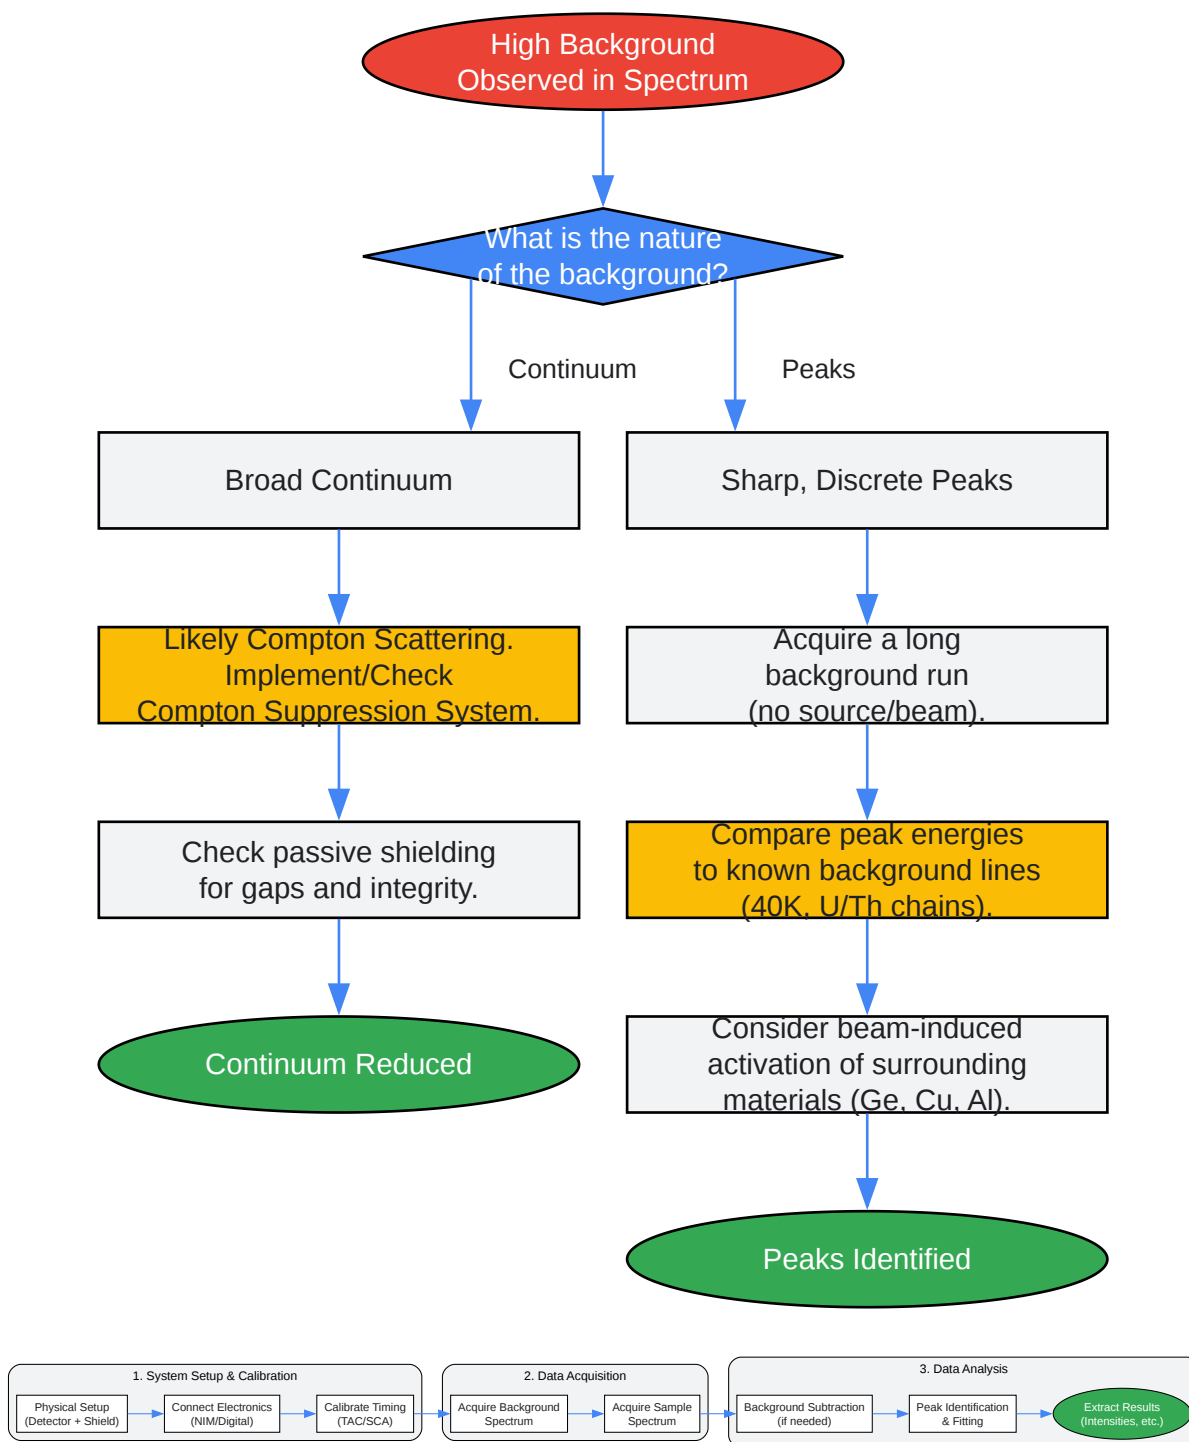 High Background
Observed in Spectrum
What is the nature
of the background?
Continuum
Peaks
Broad Continuum
Sharp, Discrete Peaks
Likely Compton Scattering.
Implement/Check
Compton Suppression System.
Acquire a long
background run
(no source/beam).
Check passive shielding
for gaps and integrity.
Compare peak energies
to known background lines
(40K, U/Th chains).
Continuum Reduced
Consider beam-induced
activation of surrounding
materials (Ge, Cu, Al).
Peaks Identified
1. System Setup & Calibration
Physical Setup
(Detector + Shield)
Connect Electronics
(NIM/Digital)
Calibrate Timing
(TAC/SCA)
2. Data Acquisition
Acquire Background
Spectrum
Acquire Sample
Spectrum
3. Data Analysis
Background Subtraction
(if needed)
Peak Identification
& Fitting
Extract Results
(Intensities, etc.)